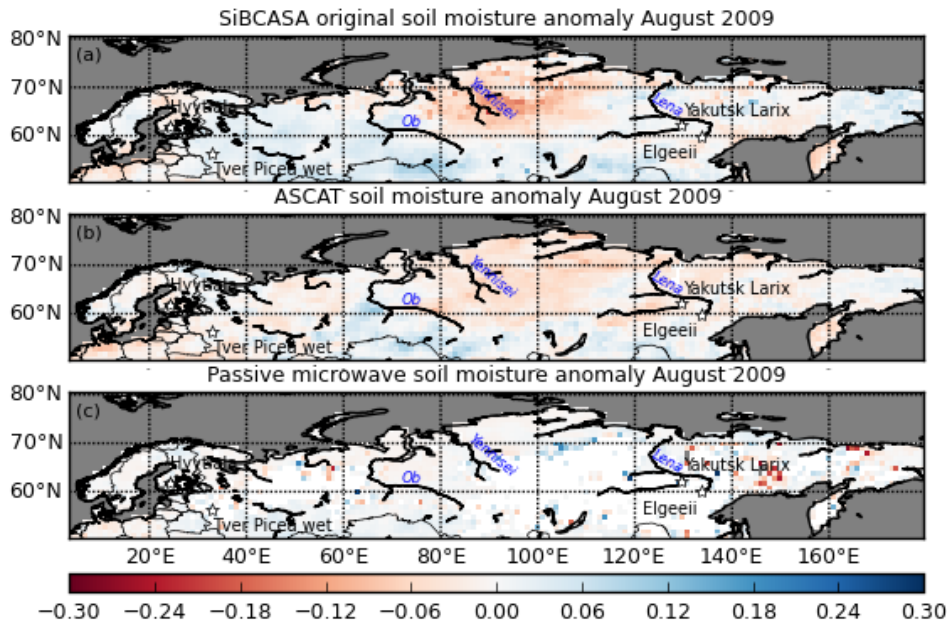 SiBCASA original soil moisture anomaly August 2009
80°N
(a)
70°N
Hyytiala
Yennisei
Lena
Yakutsk Larix
Ob
60°N
Elgeeii
Tver Picea wet
ASCAT soil moisture anomaly August 2009
80°N
(b)
70°N
Hyytiala
Yennisei
Lena
Yakutsk Larix
Ob
60°N
Elgeeii
Tver Picea wet
Passive microwave soil moisture anomaly August 2009
80°N
(c)
70°N
Hyytiala
Yennisei
Lena
Yakutsk Larix
Ob
60°N
Elgeeii
Tver Picea wet
20°E 40°E 60°E 80°E 100°E 120°E 140°E 160°E
−0.30 −0.24 −0.18 −0.12 −0.06 0.00 0.06 0.12 0.18 0.24 0.30